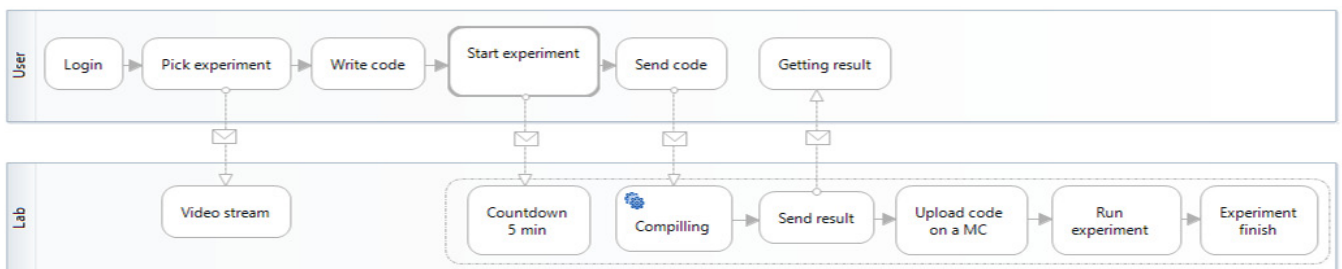 User
Login
Pick experiment
Write code
Start experiment
Send code
Getting result
Lab
Video stream
Countdown
5 min
Compilling
Send result
Upload code
on a MC
Run
experiment
Experiment
finish